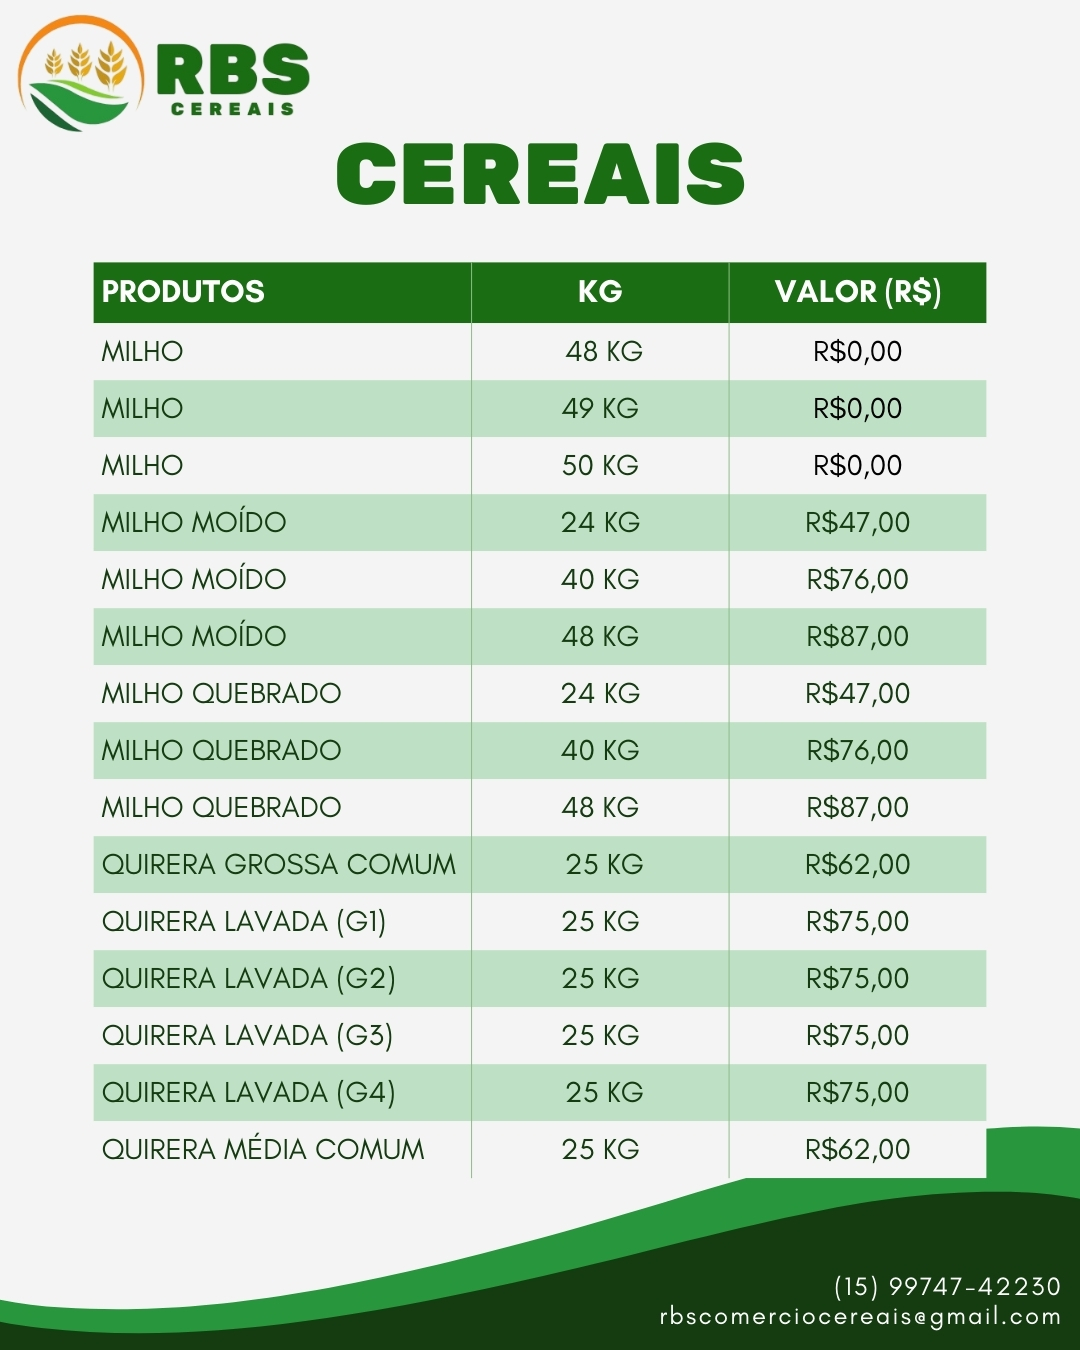 RBS
CEREAIS
CEREAIS
PRODUTOS KG VALOR (R$)
MILHO 48 KG R$0,00
MILHO 49 KG R$0,00
MILHO 50 KG R$0,00
MILHO MOÍDO 24 KG R$47,00
MILHO MOÍDO 40 KG R$76,00
MILHO MOÍDO 48 KG R$87,00
MILHO QUEBRADO 24 KG R$47,00
MILHO QUEBRADO 40 KG R$76,00
MILHO QUEBRADO 48 KG R$87,00
QUIRERA GROSSA COMUM 25 KG R$62,00
QUIRERA LAVADA (G1) 25 KG R$75,00
QUIRERA LAVADA (G2) 25 KG R$75,00
QUIRERA LAVADA (G3) 25 KG R$75,00
QUIRERA LAVADA (G4) 25 KG R$75,00
QUIRERA MÉDIA COMUM 25 KG R$62,00
(15) 99747-42230
rbscomerciocereais@gmail.com